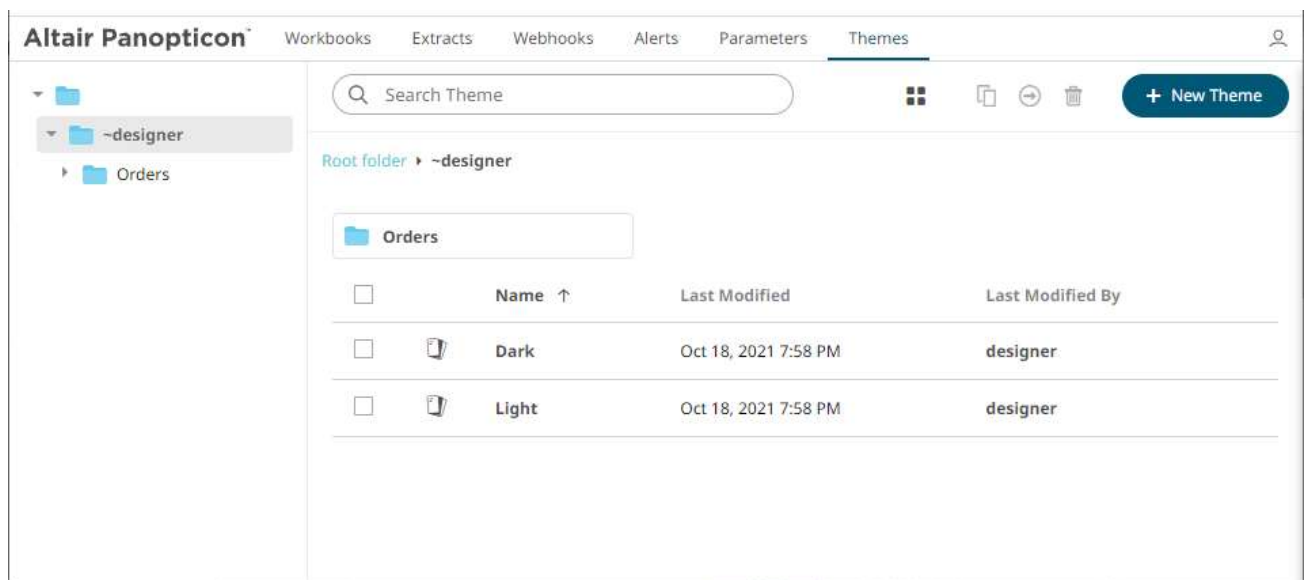 Altair Panopticon™ Workbooks Extracts Webhooks Alerts Parameters Themes
Search Theme + New Theme
~designer
Orders
Root folder ~designer
Orders
Name ↑ Last Modified Last Modified By
Dark Oct 18, 2021 7:58 PM designer
Light Oct 18, 2021 7:58 PM designer